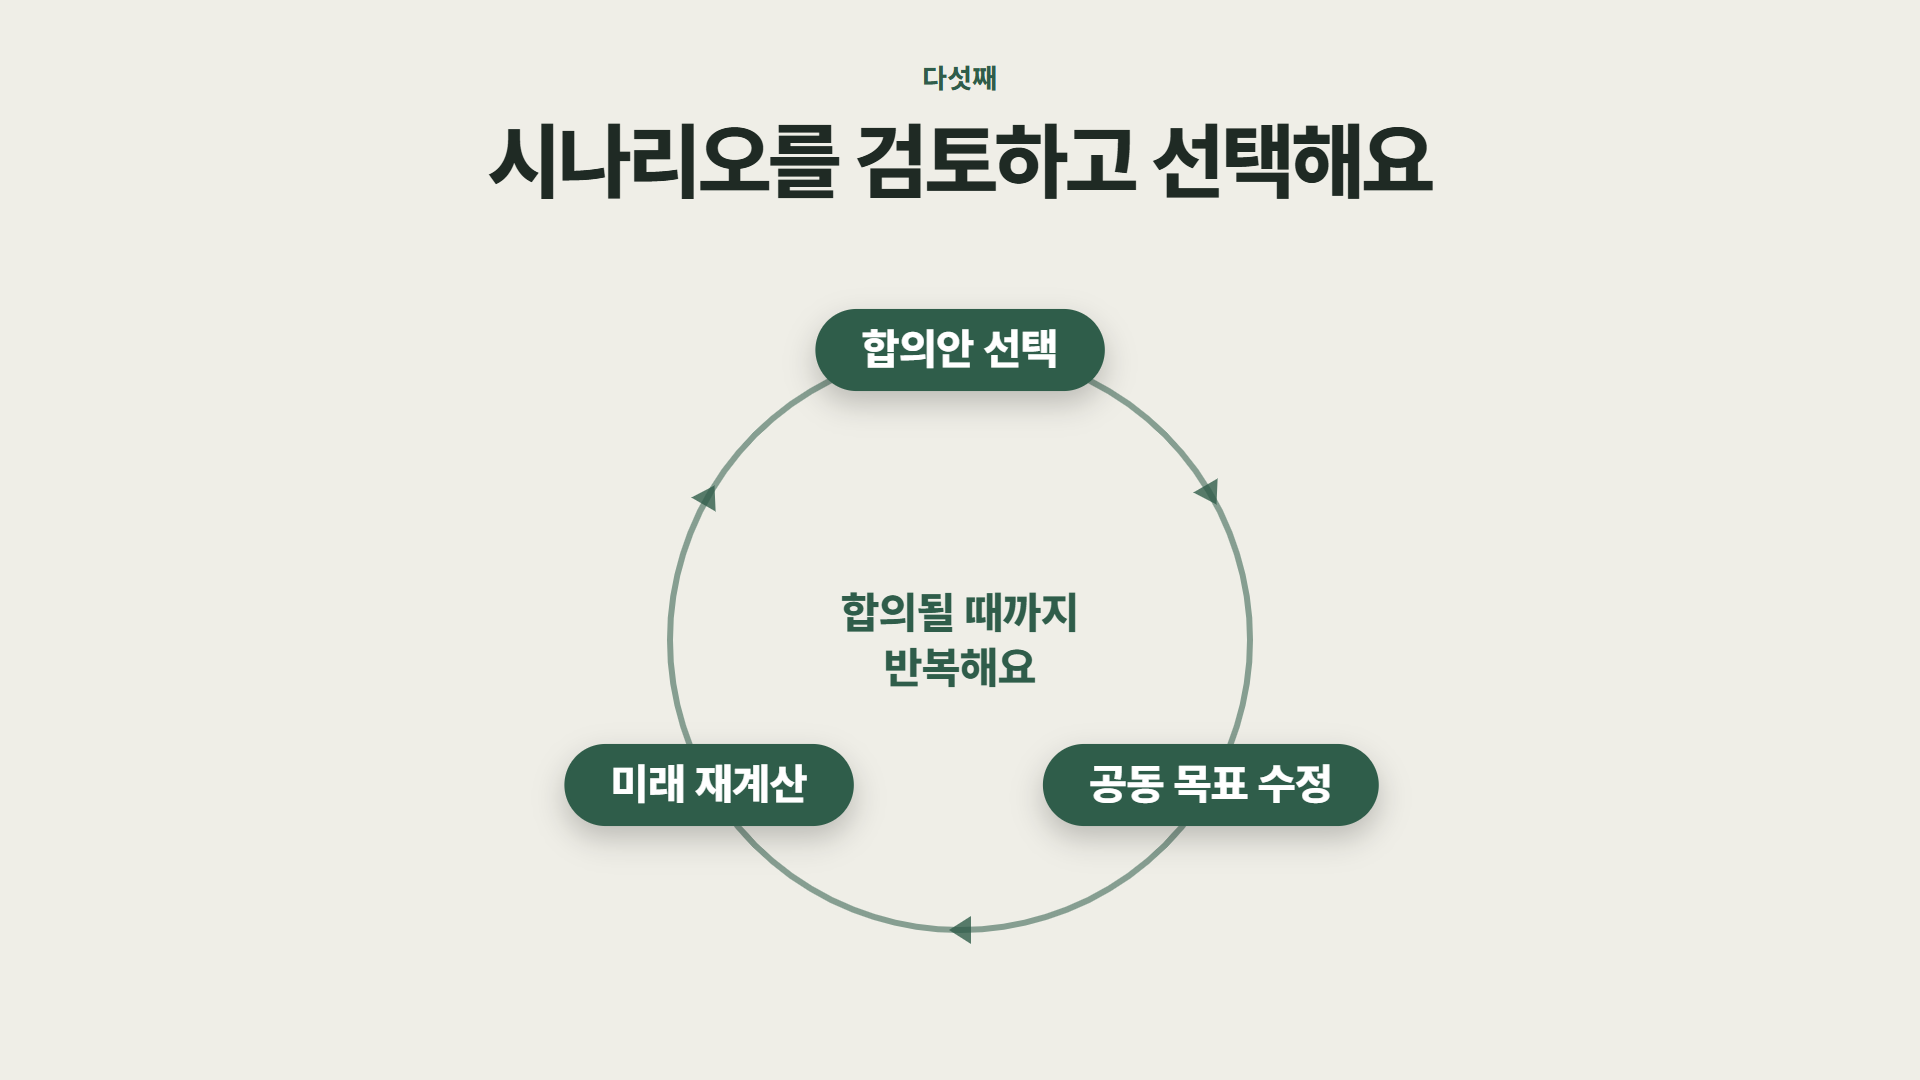 다섯째
시나리오를 검토하고 선택해요
합의안 선택
합의될 때까지
반복해요
미래 재계산
공동 목표 수정